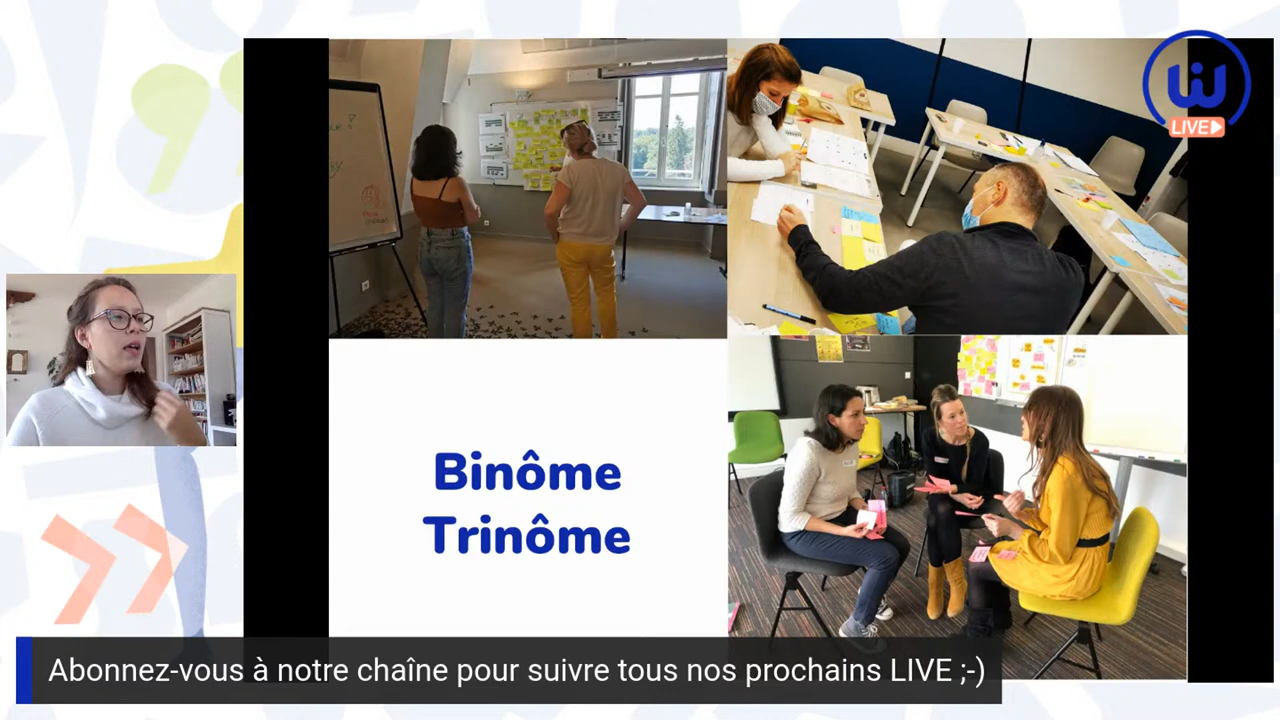 LIVE
Binôme
Trinôme
Abonnez-vous à notre chaîne pour suivre tous nos prochains LIVE ;-)